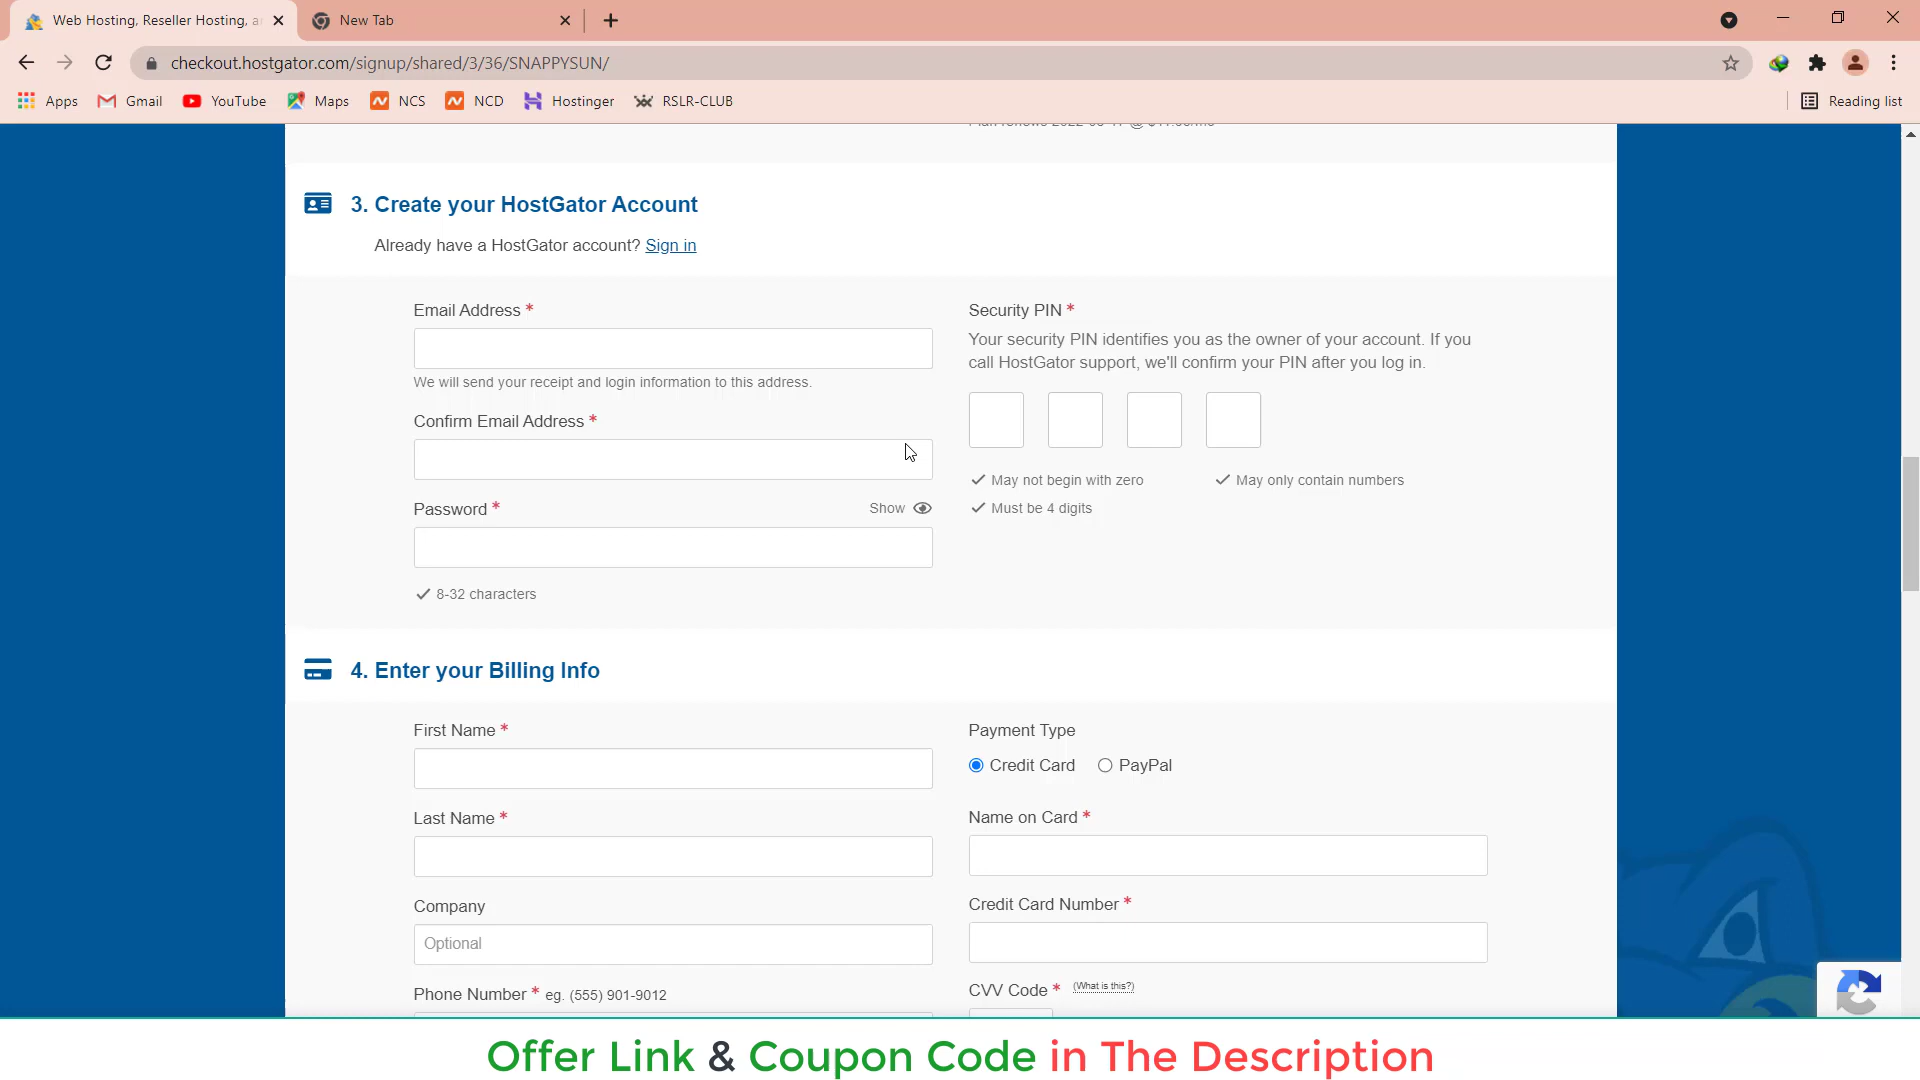 Web Hosting, Reseller Hosting, a
New Tab
checkout.hostgator.com/signup/shared/3/36/SNAPPYSUN/
Apps Gmail YouTube Maps NCS NCD Hostinger RSLR-CLUB Reading list
3. Create your HostGator Account
Already have a HostGator account? Sign in
Email Address *
We will send your receipt and login information to this address.
Confirm Email Address *
Password * Show
8-32 characters
Security PIN *
Your security PIN identifies you as the owner of your account. If you
call HostGator support, we'll confirm your PIN after you log in.
May not begin with zero May only contain numbers
Must be 4 digits
4. Enter your Billing Info
First Name *
Last Name *
Company
Optional
Phone Number * eg. (555) 901-9012
Payment Type
Credit Card PayPal
Name on Card *
Credit Card Number *
CVV Code * (What is this?)
Offer Link & Coupon Code in The Description